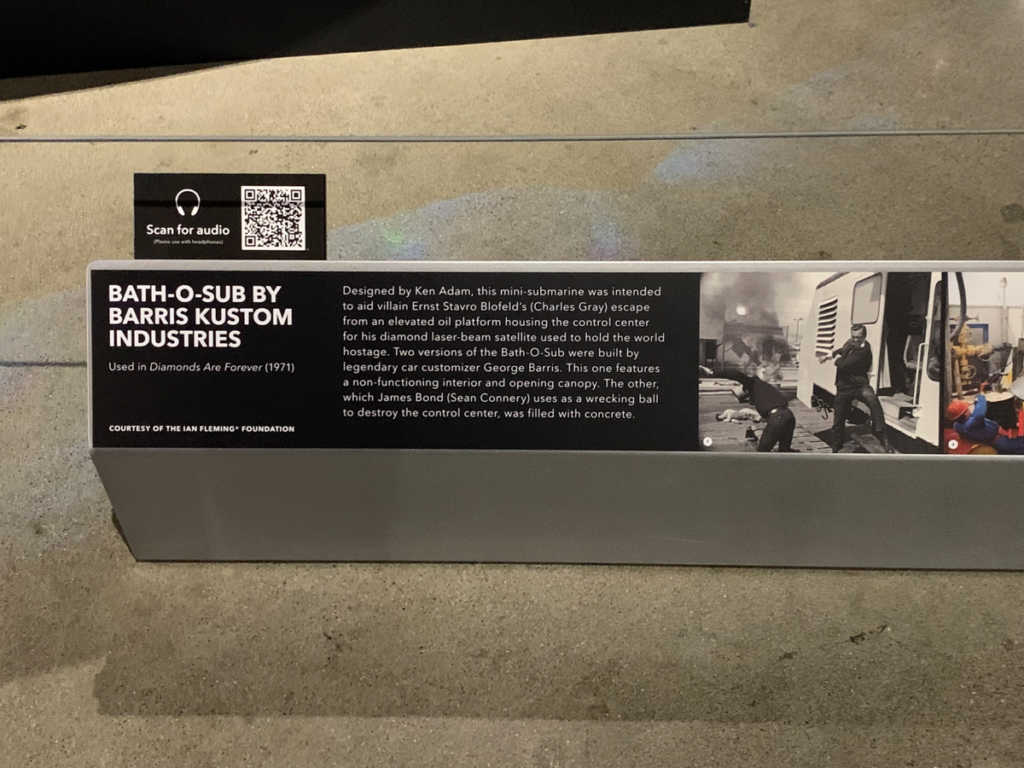 Scan for audio
(Please use with headphones)
BATH-O-SUB BY
BARRIS KUSTOM
INDUSTRIES
Used in Diamonds Are Forever (1971)
COURTESY OF THE IAN FLEMING® FOUNDATION
Designed by Ken Adam, this mini-submarine was intended
to aid villain Ernst Stavro Blofeld's (Charles Gray) escape
from an elevated oil platform housing the control center
for his diamond laser-beam satellite used to hold the world
hostage. Two versions of the Bath-O-Sub were built by
legendary car customizer George Barris. This one features
a non-functioning interior and opening canopy. The other,
which James Bond (Sean Connery) uses as a wrecking ball
to destroy the control center, was filled with concrete.